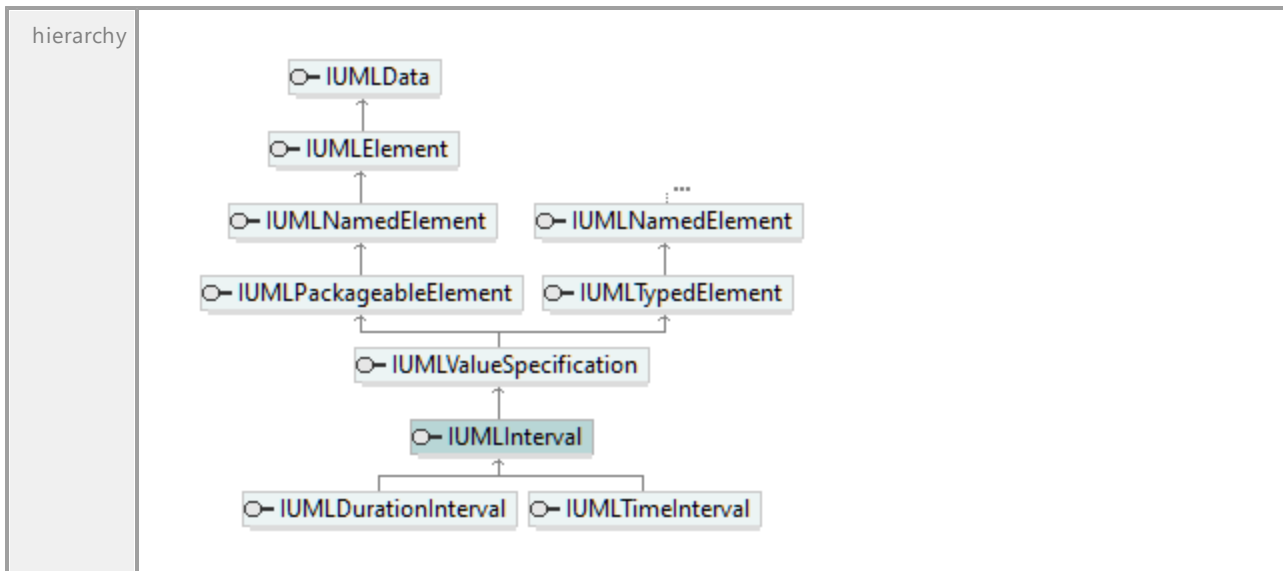 hierarchy
IUMLData
IUMLElement
IUMLNamedElement
...
IUMLNamedElement
IUMLPackageableElement
IUMLTypedElement
IUMLValueSpecification
IUMLInterval
IUMLDurationInterval
IUMLTimeInterval